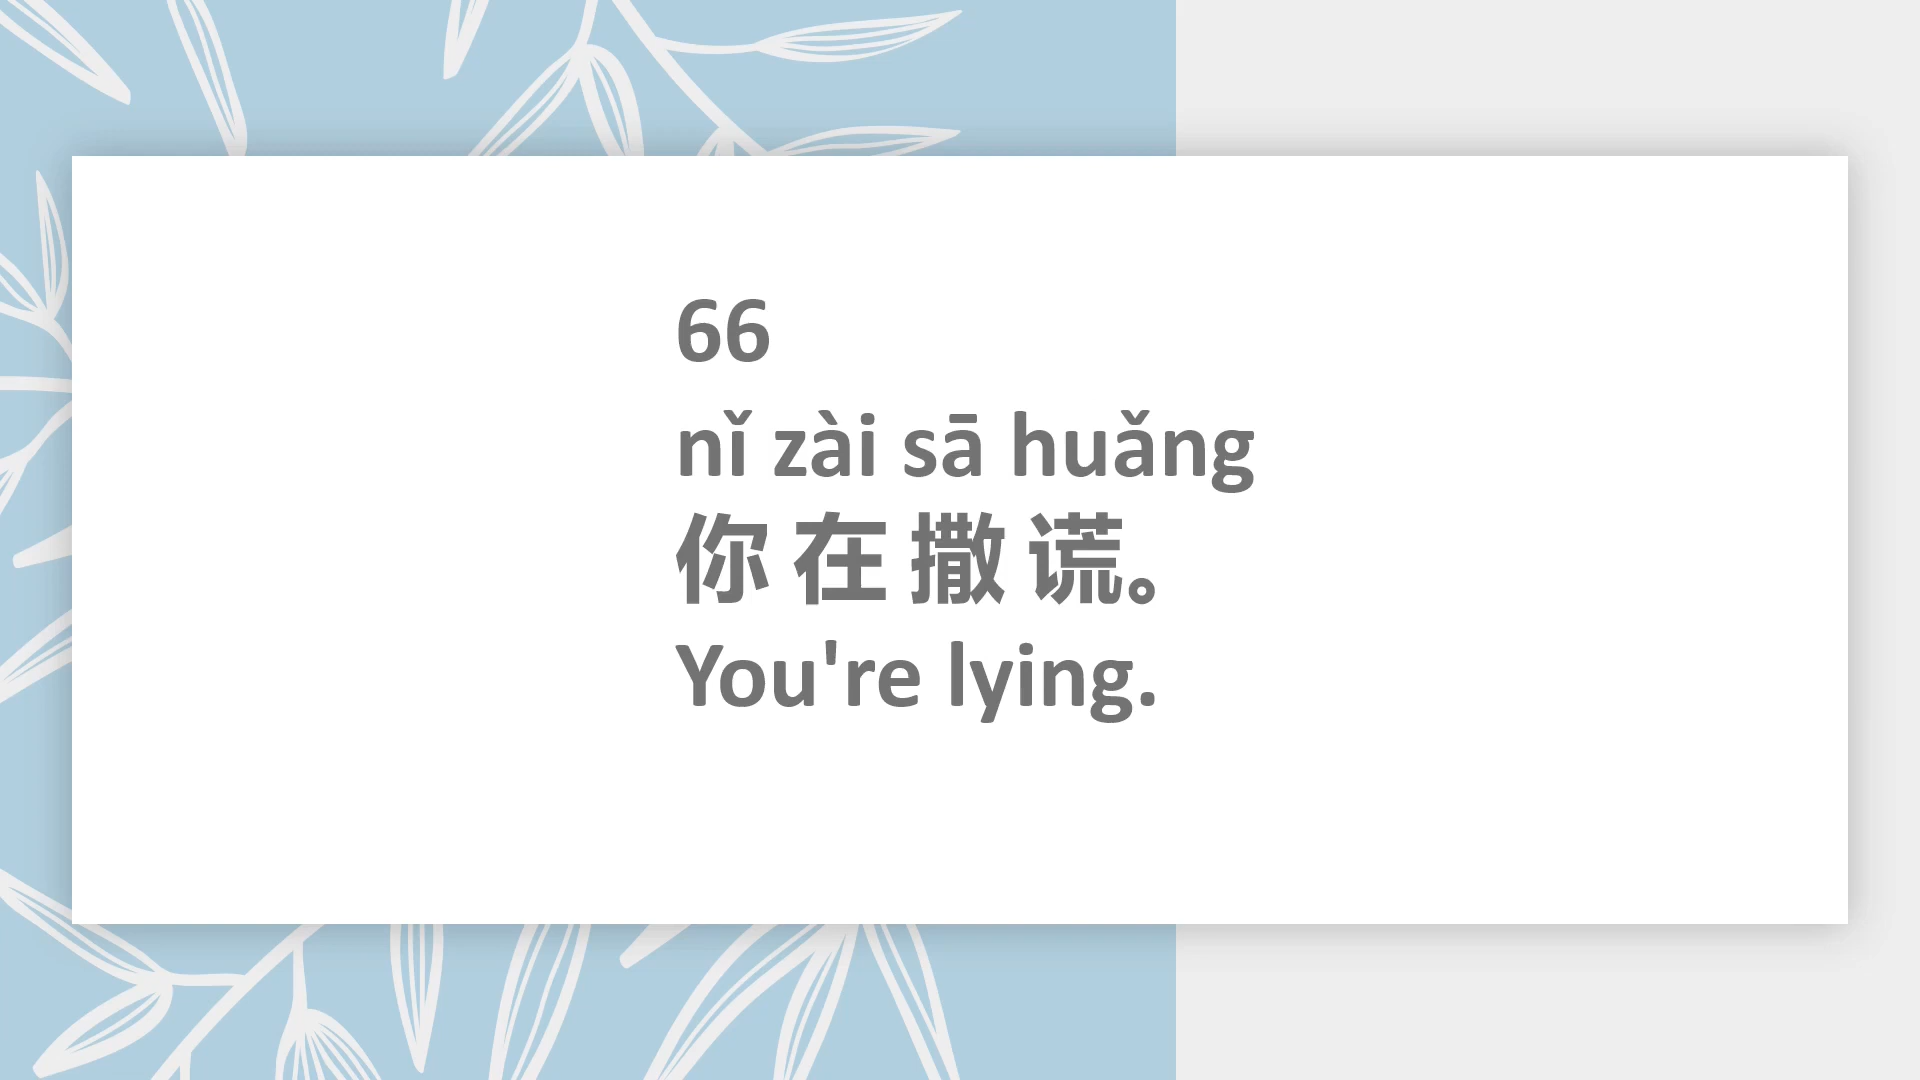 66
nǐ zài sā huǎng
你 在 撒 谎。
You're lying.